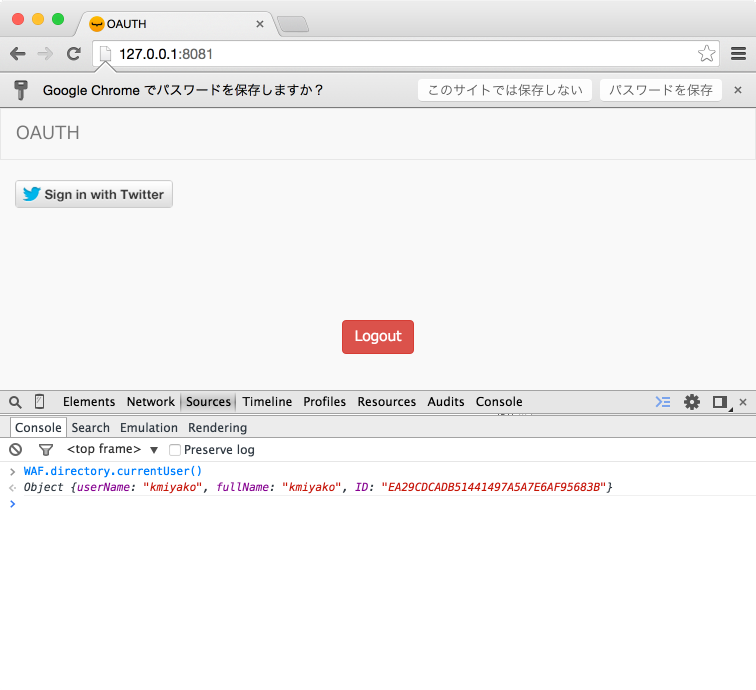 OAUTH
127.0.0.1:8081
Google Chrome でパスワードを保存しますか？ このサイトでは保存しない パスワードを保存
OAUTH
Sign in with Twitter
Logout
Elements Network Sources Timeline Profiles Resources Audits Console
Console Search Emulation Rendering
<top frame> ▼ Preserve log
> WAF.directory.currentUser()
Object {userName: "kmiyako", fullName: "kmiyako", ID: "EA29CDCADB51441497A5A7E6AF95683B"}
>